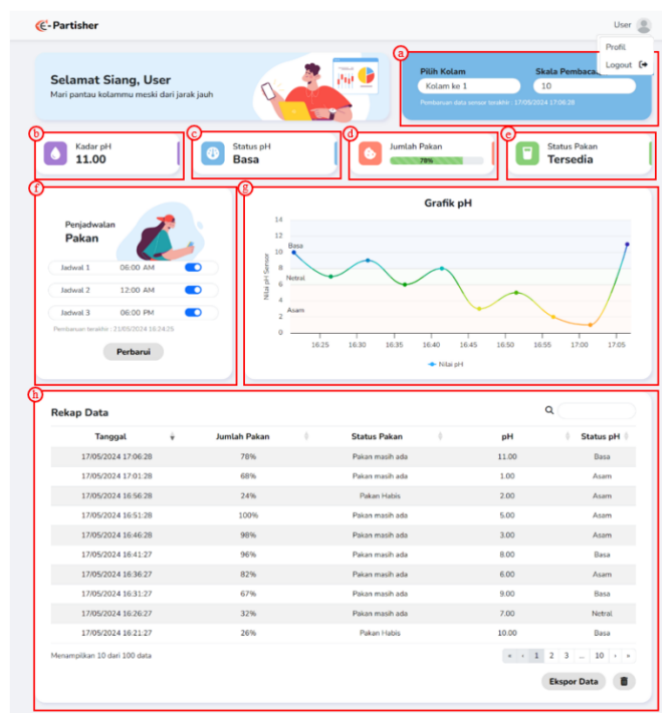 e-Partisher
User
Profil
Logout
a
Selamat Siang, User
Mari pantau kolammu meski dari jarak jauh
Pilih Kolam
Skala Pembaca
Kolam ke 1
10
Pembaruan data sensor terakhir : 17/05/2024 17:06:28
b
Kadar pH
11.00
c
Status pH
Basa
d
Jumlah Pakan
78%
e
Status Pakan
Tersedia
f
Penjadwalan
Pakan
Jadwal 1 06:00 AM
Jadwal 2 12:00 AM
Jadwal 3 06:00 PM
Pembaruan terakhir : 21/05/2024 16:24:25
Perbarui
g
Grafik pH
14
12
10
8
6
4
2
0
Nilai pH Sensor
Basa
Netral
Asam
16:25 16:30 16:35 16:40 16:45 16:50 16:55 17:00 17:05
Nilai pH
h
Rekap Data
Tanggal Jumlah Pakan Status Pakan pH Status pH
17/05/2024 17:06:28 78% Pakan masih ada 11.00 Basa
17/05/2024 17:01:28 68% Pakan masih ada 1.00 Asam
17/05/2024 16:56:28 24% Pakan Habis 2.00 Asam
17/05/2024 16:51:28 100% Pakan masih ada 5.00 Asam
17/05/2024 16:46:28 98% Pakan masih ada 3.00 Asam
17/05/2024 16:41:27 96% Pakan masih ada 8.00 Basa
17/05/2024 16:36:27 82% Pakan masih ada 6.00 Asam
17/05/2024 16:31:27 67% Pakan masih ada 9.00 Basa
17/05/2024 16:26:27 32% Pakan masih ada 7.00 Netral
17/05/2024 16:21:27 26% Pakan Habis 10.00 Basa
Menampilkan 10 dari 100 data
« ‹ 1 2 3 ... 10 › »
Ekspor Data